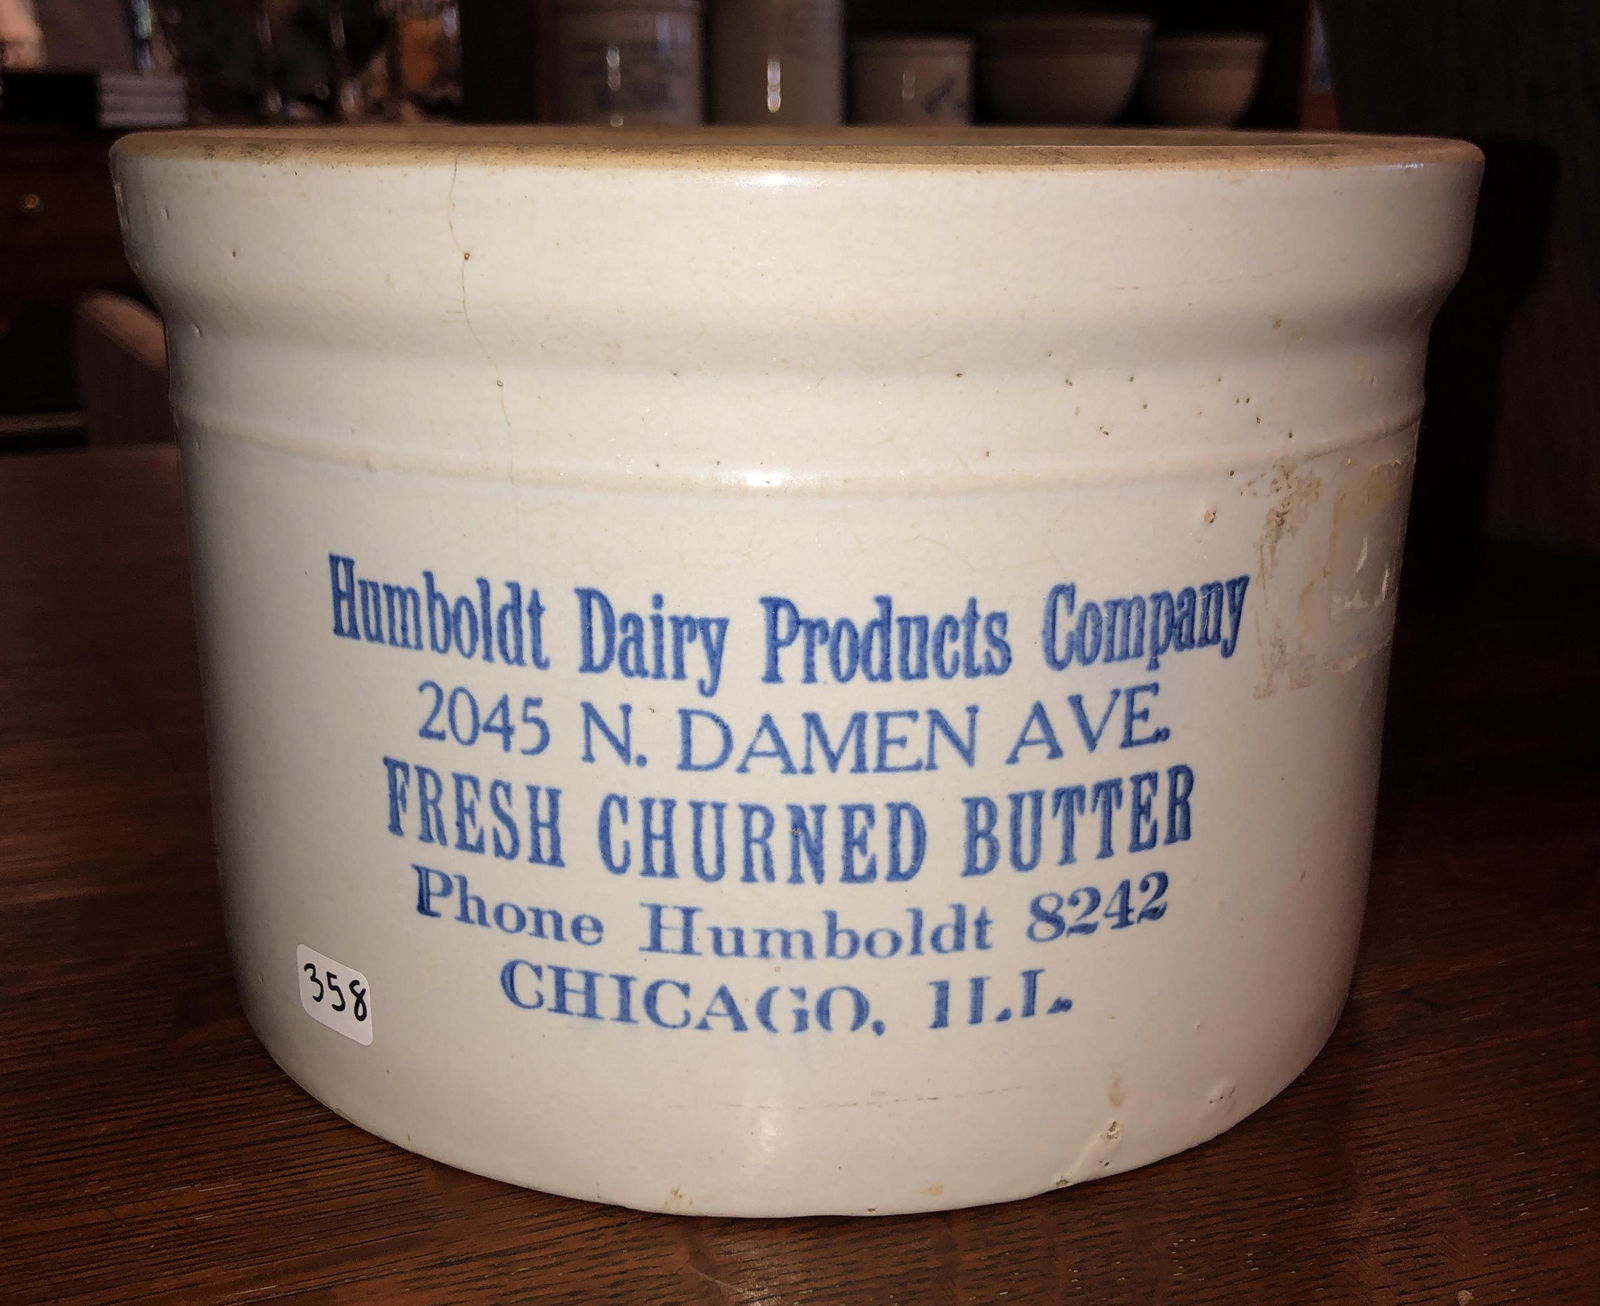 Humboldt Dairy Products Company
2045 N. DAMEN AVE.
FRESH CHURNED BUTTER
Phone Humboldt 8242
CHICAGO, ILL.
358